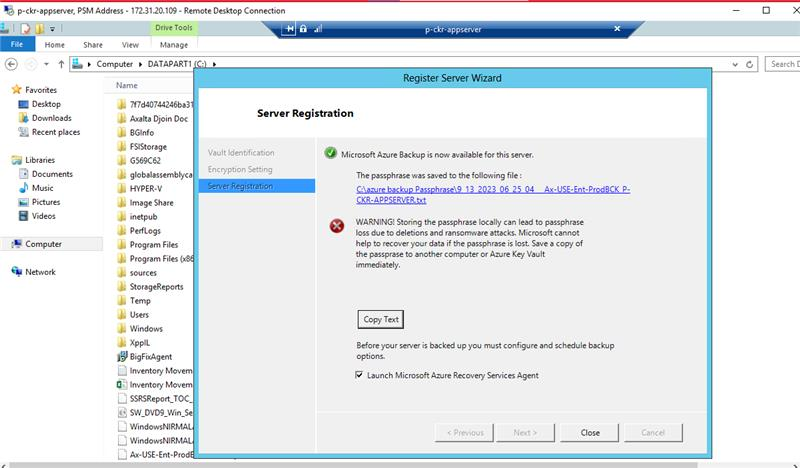 p-ckr-appserver, PSM Address - 172.31.20.109 - Remote Desktop Connection
Drive Tools
p-ckr-appserver
File Home Share View Manage
Computer DATAPART1 (C:)
Search D
Favorites
Desktop
Downloads
Recent places
Libraries
Documents
Music
Pictures
Videos
Computer
Network
Name
7f7d40744246ba31
Axalta Djoin Doc
BGInfo
FSIStorage
G569C62
globalassemblyca
HYPER-V
Image Share
inetpub
PerfLogs
Program Files
Program Files (x86
sources
StorageReports
Temp
Users
Windows
XppIL
BigFixAgent
Inventory Movem
Inventory Movem
SSRSReport_TOC_
SW_DVD9_Win_Se
WindowsNIRMALA
WindowsNIRMALA
Ax-USE-Ent-ProdB
Register Server Wizard
Server Registration
Vault Identification
Encryption Setting
Server Registration
Microsoft Azure Backup is now available for this server.
The passphrase was saved to the following file :
C:\azure backup Passphrase\9_13_2023_06_25_04__Ax-USE-Ent-ProdBCK_P-
CKR-APPSERVER.txt
WARNING! Storing the passphrase locally can lead to passphrase
loss due to deletions and ransomware attacks. Microsoft cannot
help to recover your data if the passphrase is lost. Save a copy of
the passprase to another computer or Azure Key Vault
immediately.
Copy Text
Before your server is backed up you must configure and schedule backup
options.
Launch Microsoft Azure Recovery Services Agent
< Previous Next > Close Cancel